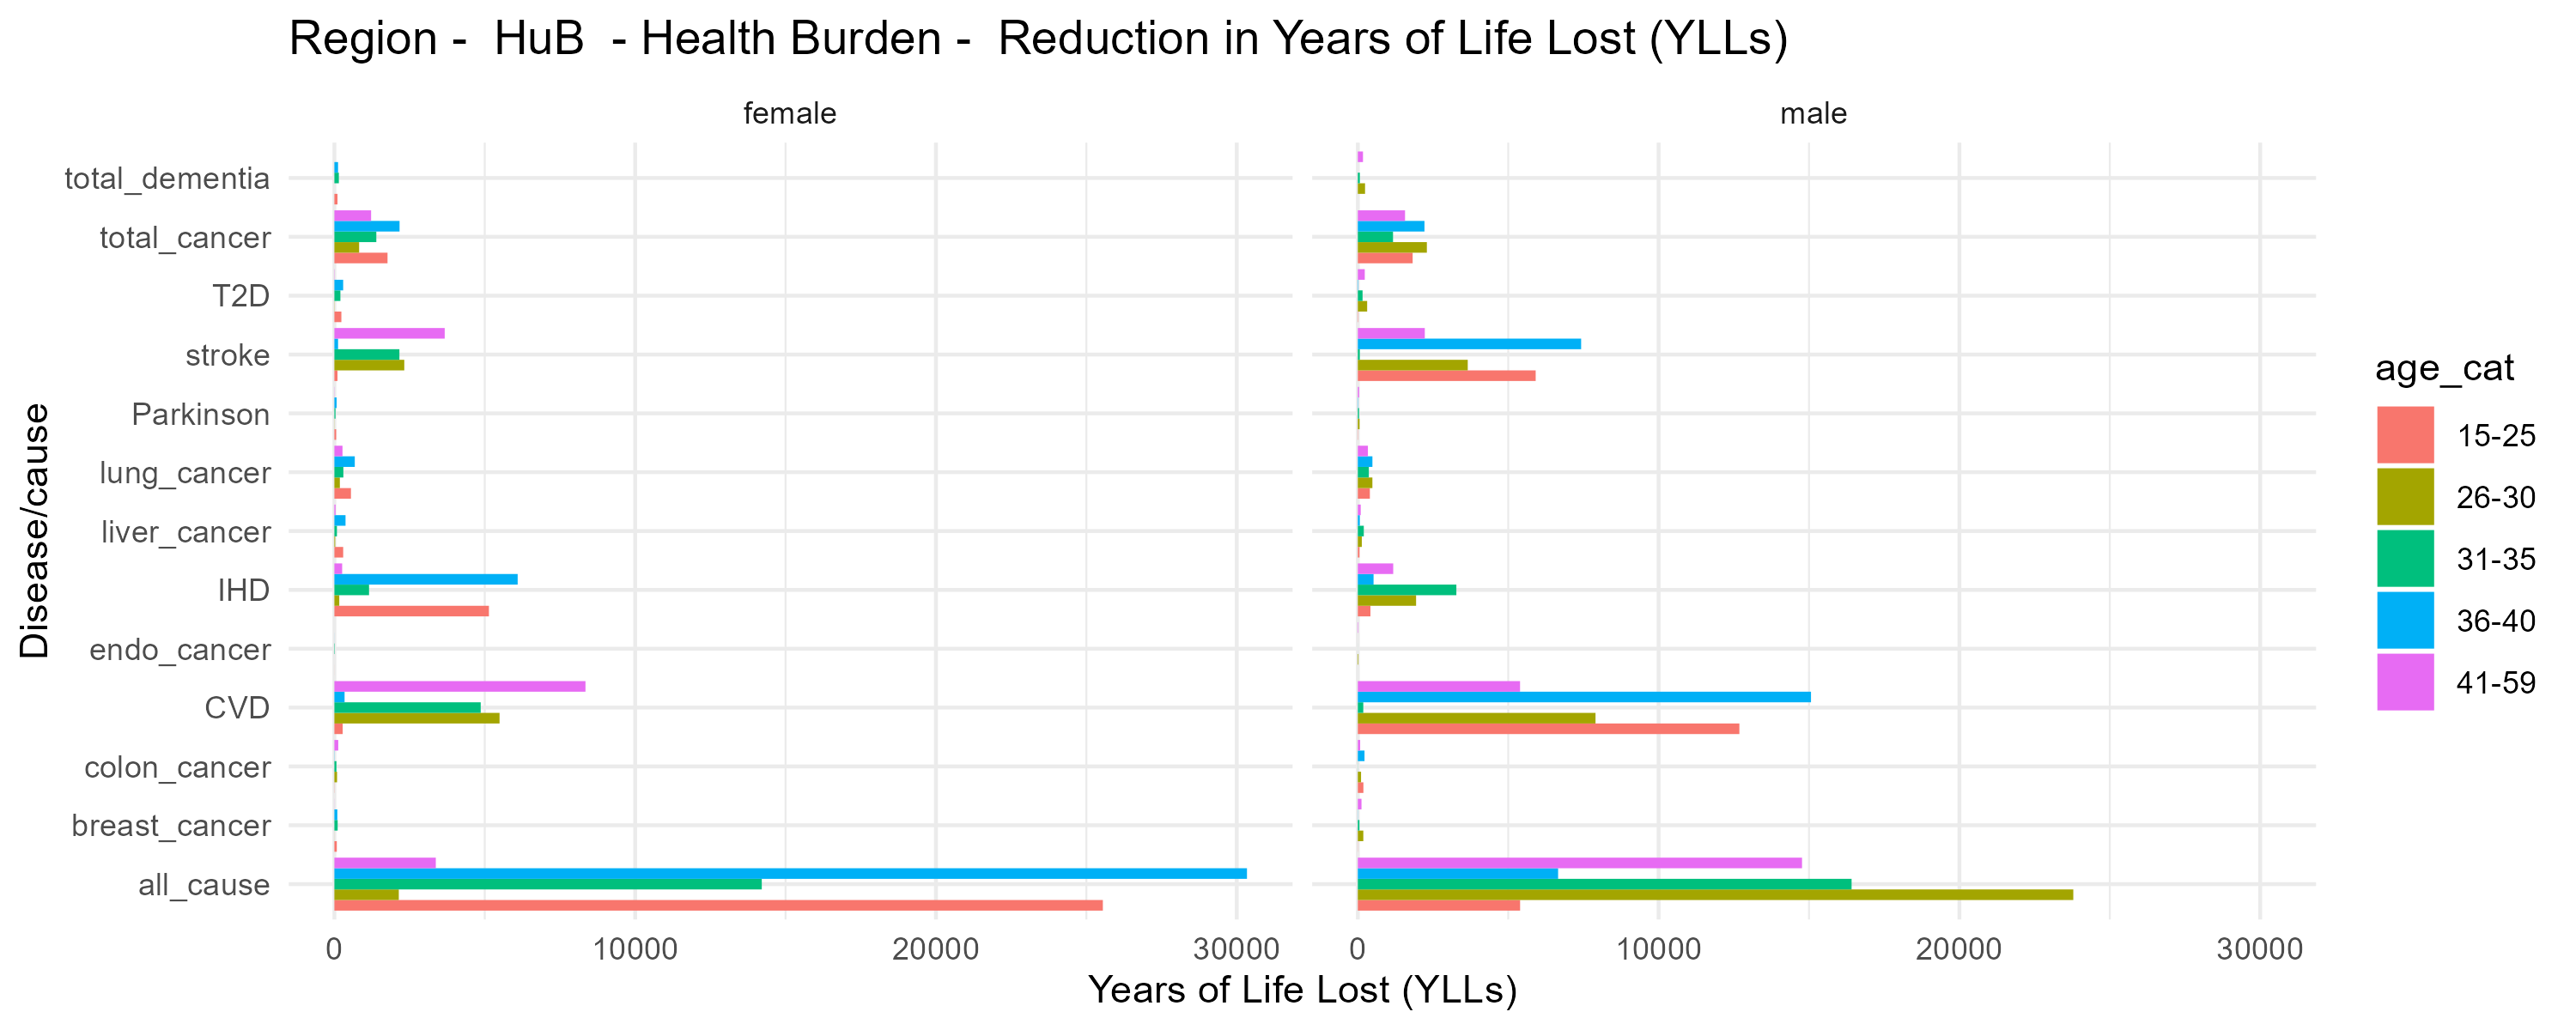 Region -  HuB  - Health Burden -  Reduction in Years of Life Lost (YLLs)
female
male
total_dementia
total_cancer
T2D
stroke
Parkinson
lung_cancer
liver_cancer
IHD
endo_cancer
CVD
colon_cancer
breast_cancer
all_cause
Disease/cause
0 10000 20000 30000
0 10000 20000 30000
Years of Life Lost (YLLs)
age_cat
15-25
26-30
31-35
36-40
41-59